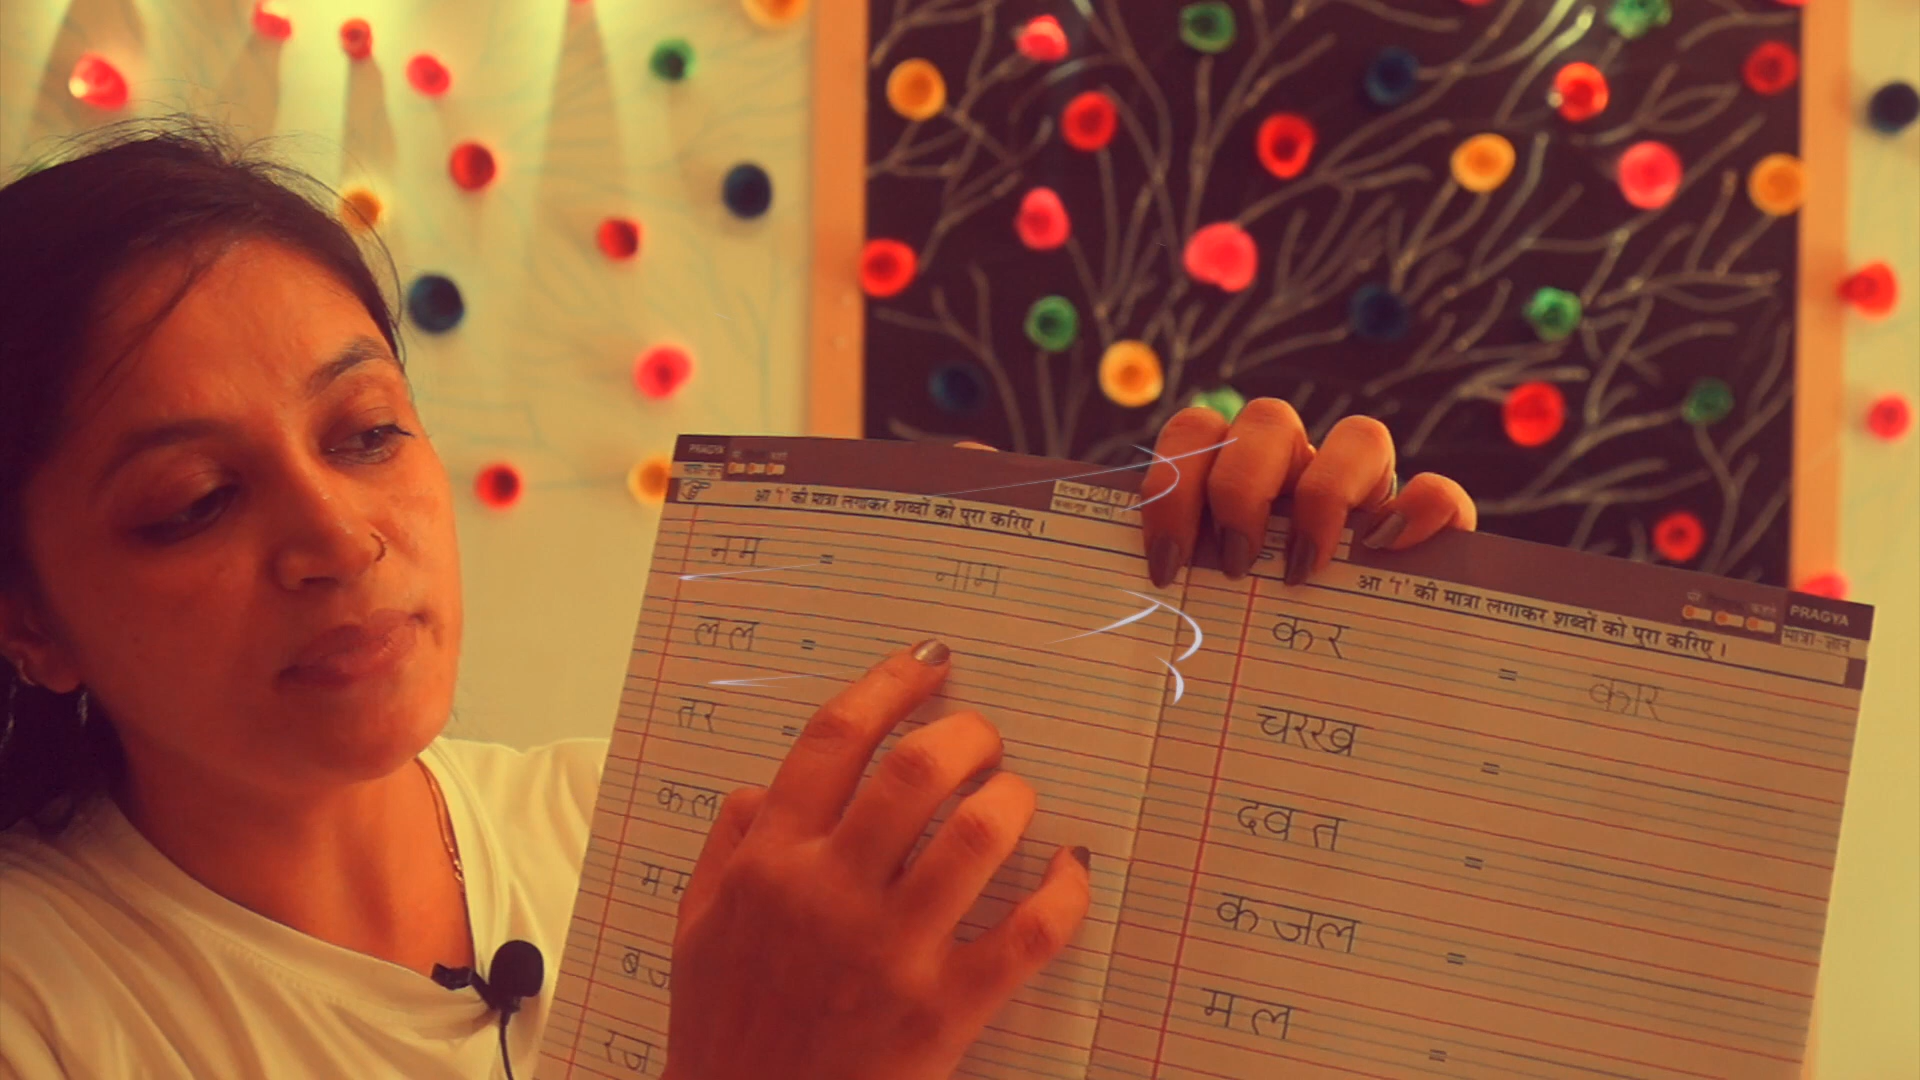 PRAGYA
मात्रा-ज्ञान
दिनांक
आ 'ा' की मात्रा लगाकर शब्दों को पुरा करिए ।
नम = नाम
लल =
तर =
कल
मम
बज
रज
PRAGYA
मात्रा-ज्ञान
आ 'ा' की मात्रा लगाकर शब्दों को पुरा करिए ।
कर = कार
चरख =
दवत =
कजल =
मल =